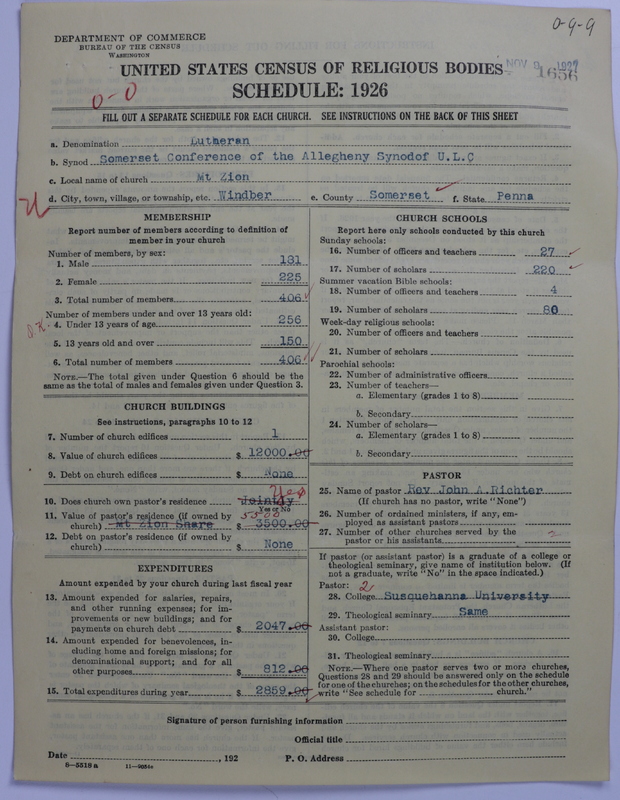 0-9-9
DEPARTMENT OF COMMERCE
BUREAU OF THE CENSUS
WASHINGTON
UNITED STATES CENSUS OF RELIGIOUS BODIES
NOV 9 1927
1656
SCHEDULE: 1926
0-0
FILL OUT A SEPARATE SCHEDULE FOR EACH CHURCH. SEE INSTRUCTIONS ON THE BACK OF THIS SHEET
a. Denomination Lutheran
b. Synod Somerset Conference of the Allegheny Synodof U.L.C
c. Local name of church Mt Zion
d. City, town, village, or township, etc. Windber e. County Somerset f. State Penna
MEMBERSHIP
Report number of members according to definition of
member in your church
Number of members, by sex:
1. Male 181
2. Female 225
3. Total number of members 406
Number of members under and over 13 years old:
4. Under 13 years of age 256
5. 13 years old and over 150
6. Total number of members 406
NOTE.—The total given under Question 6 should be the
same as the total of males and females given under Question 3.
CHURCH BUILDINGS
See instructions, paragraphs 10 to 12
7. Number of church edifices 1
8. Value of church edifices $ 12000.00
9. Debt on church edifices $ None
10. Does church own pastor's residence Jointly Yes
Yes or No
11. Value of pastor's residence (if owned by 5500
church) Mt Zion Share $ 3500.00
12. Debt on pastor's residence (if owned by
church) $ None
EXPENDITURES
Amount expended by your church during last fiscal year
13. Amount expended for salaries, repairs,
and other running expenses; for im-
provements or new buildings; and for
payments on church debt $ 2047.00
14. Amount expended for benevolences, in-
cluding home and foreign missions; for
denominational support; and for all
other purposes $ 812.00
15. Total expenditures during year $ 2859.00
CHURCH SCHOOLS
Report here only schools conducted by this church
Sunday schools:
16. Number of officers and teachers 27
17. Number of scholars 220
Summer vacation Bible schools:
18. Number of officers and teachers 4
19. Number of scholars 80
Week-day religious schools:
20. Number of officers and teachers
21. Number of scholars
Parochial schools:
22. Number of administrative officers
23. Number of teachers—
a. Elementary (grades 1 to 8)
b. Secondary
24. Number of scholars—
a. Elementary (grades 1 to 8)
b. Secondary
PASTOR
25. Name of pastor Rev John A.Richter
(If church has no pastor, write "None")
26. Number of ordained ministers, if any, em-
ployed as assistant pastors
27. Number of other churches served by the
pastor or his assistants 2
If pastor (or assistant pastor) is a graduate of a college or
theological seminary, give name of institution below. (If
not a graduate, write "No" in the space indicated.)
Pastor: 2
28. College Susquehanna University
29. Theological seminary Same
Assistant pastor:
30. College
31. Theological seminary
NOTE.—Where one pastor serves two or more churches,
Questions 28 and 29 should be answered only on the schedule
for one of the churches; on the schedules for the other churches,
write "See schedule for church."
Signature of person furnishing information
Official title
Date , 192 P. O. Address
8—5518 a